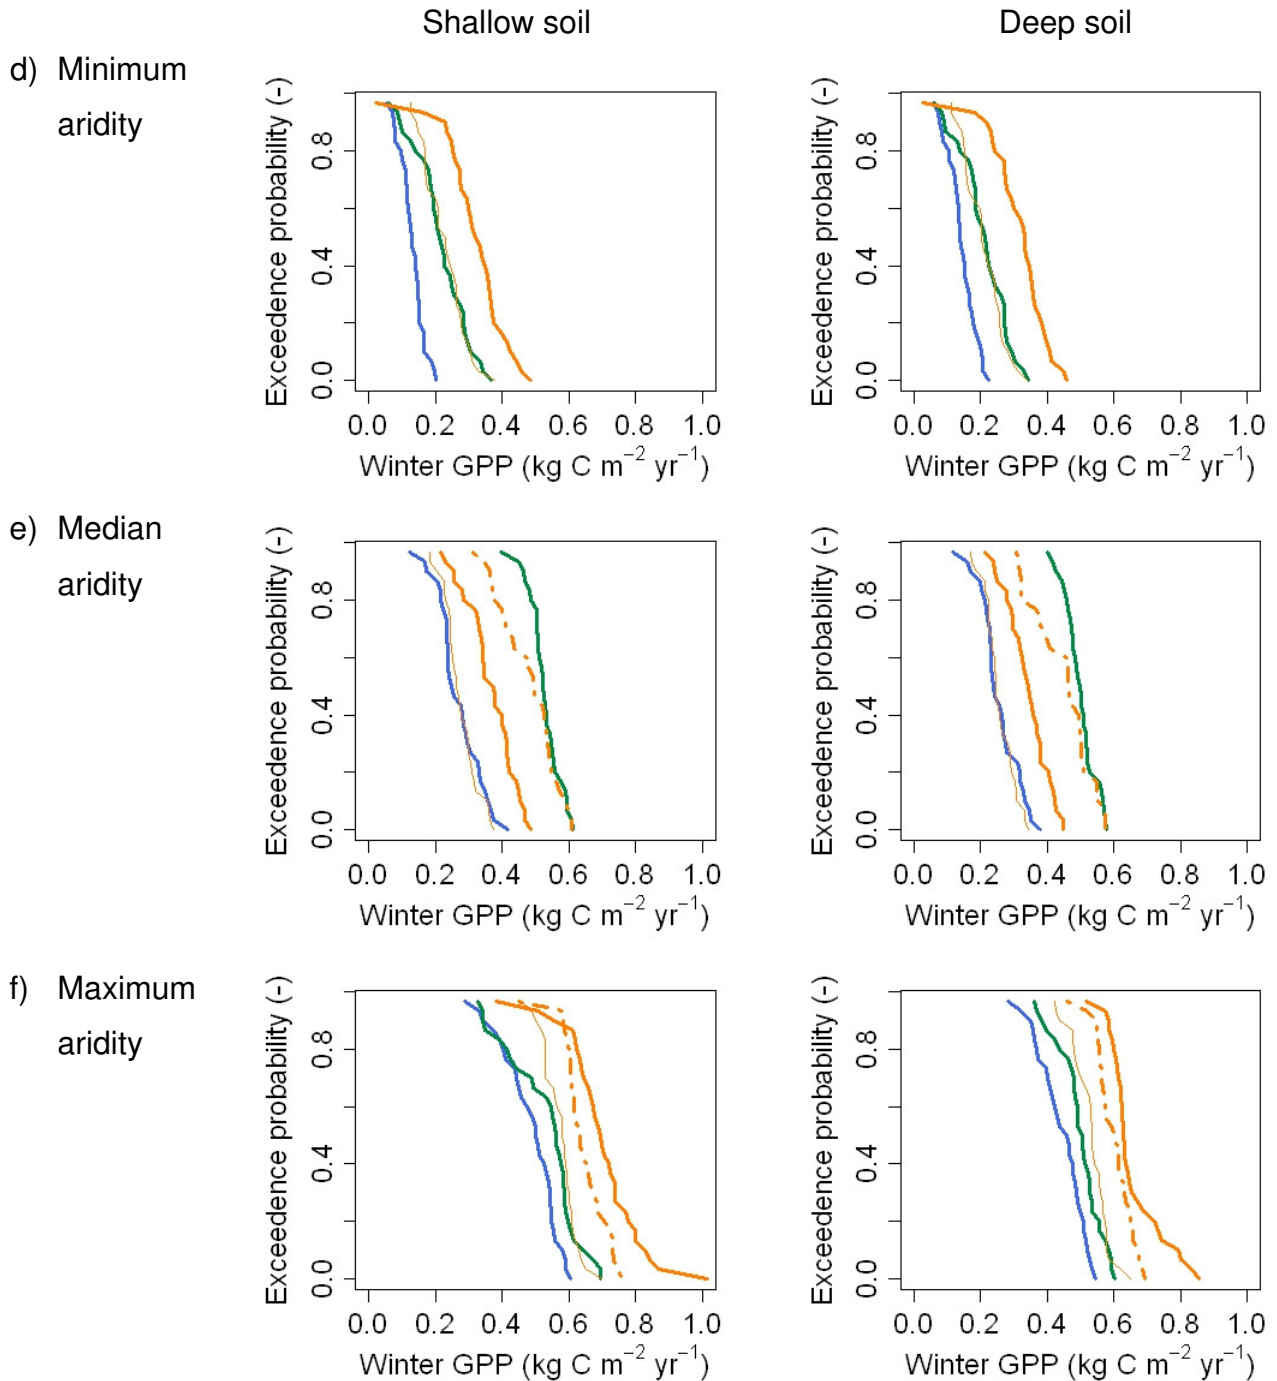 Shallow soil Deep soil
d) Minimum
aridity
Exceedence probability (-)
0.0 0.4 0.8
0.0 0.2 0.4 0.6 0.8 1.0
Winter GPP (kg C m⁻² yr⁻¹)
Exceedence probability (-)
0.0 0.4 0.8
0.0 0.2 0.4 0.6 0.8 1.0
Winter GPP (kg C m⁻² yr⁻¹)
e) Median
aridity
Exceedence probability (-)
0.0 0.4 0.8
0.0 0.2 0.4 0.6 0.8 1.0
Winter GPP (kg C m⁻² yr⁻¹)
Exceedence probability (-)
0.0 0.4 0.8
0.0 0.2 0.4 0.6 0.8 1.0
Winter GPP (kg C m⁻² yr⁻¹)
f) Maximum
aridity
Exceedence probability (-)
0.0 0.4 0.8
0.0 0.2 0.4 0.6 0.8 1.0
Winter GPP (kg C m⁻² yr⁻¹)
Exceedence probability (-)
0.0 0.4 0.8
0.0 0.2 0.4 0.6 0.8 1.0
Winter GPP (kg C m⁻² yr⁻¹)